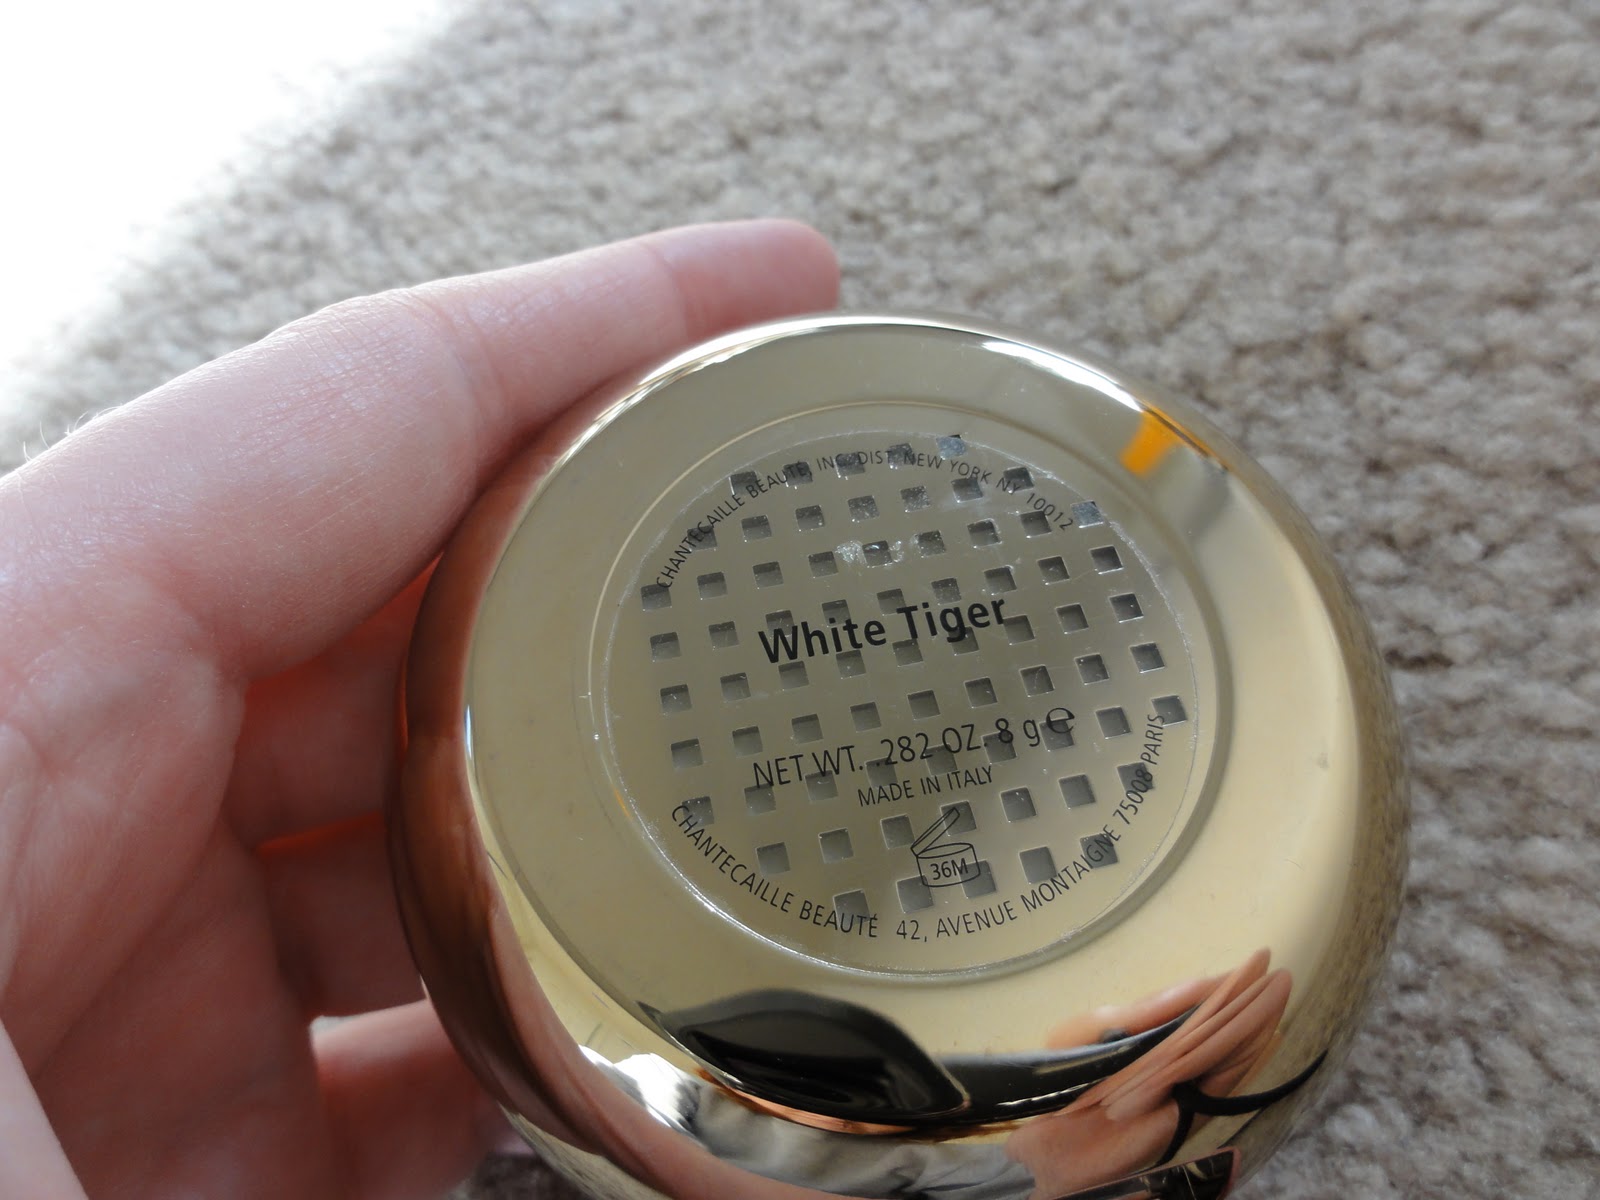 CHANTECAILLE BEAUTÉ, INC. DIST. NEW YORK NY 10012
White Tiger
NET WT. .282 OZ. 8 g ℮
MADE IN ITALY
36M
CHANTECAILLE BEAUTÉ 42, AVENUE MONTAIGNE 75008 PARIS